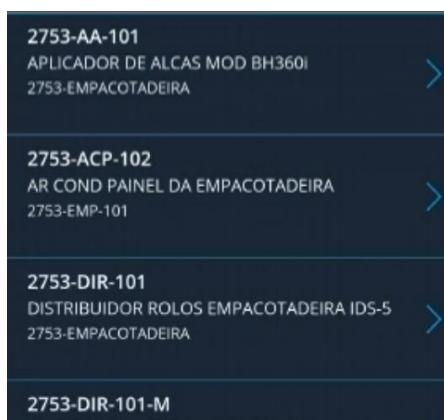 2753-AA-101
APLICADOR DE ALCAS MOD BH360I
2753-EMPACOTADEIRA
2753-ACP-102
AR COND PAINEL DA EMPACOTADEIRA
2753-EMP-101
2753-DIR-101
DISTRIBUIDOR ROLOS EMPACOTADEIRA IDS-5
2753-EMPACOTADEIRA
2753-DIR-101-M